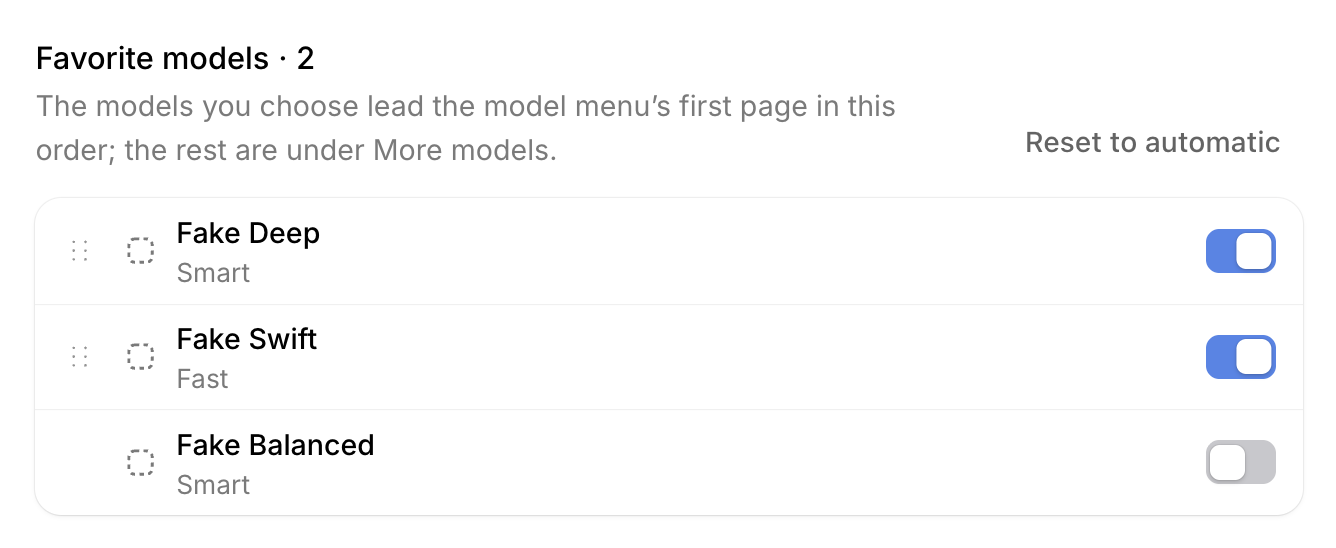 Favorite models · 2
The models you choose lead the model menu’s first page in this
order; the rest are under More models.
Reset to automatic
Fake Deep
Smart
Fake Swift
Fast
Fake Balanced
Smart